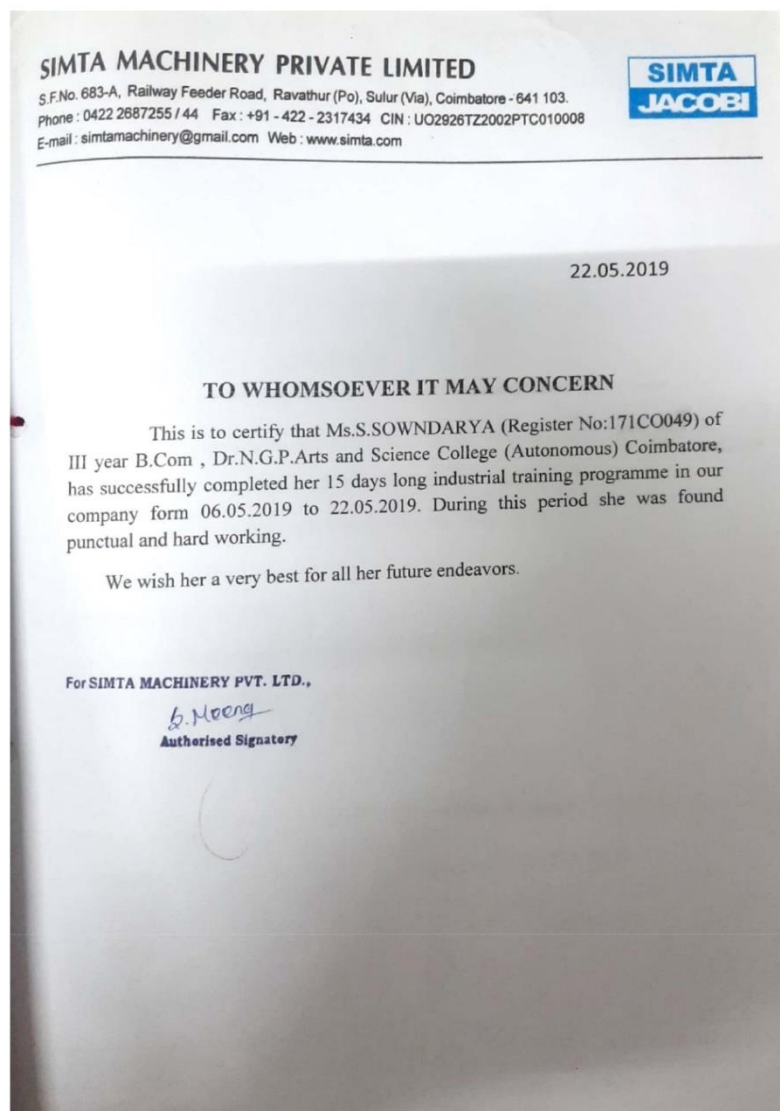 SIMTA MACHINERY PRIVATE LIMITED
S.F.No. 683-A, Railway Feeder Road, Ravathur (Po), Sulur (Via), Coimbatore - 641 103.
Phone : 0422 2687255 / 44 Fax : +91 - 422 - 2317434 CIN : UO2926TZ2002PTC010008
E-mail : simtamachinery@gmail.com Web : www.simta.com
SIMTA
JACOBI
22.05.2019
TO WHOMSOEVER IT MAY CONCERN
This is to certify that Ms.S.SOWNDARYA (Register No:171CO049) of
III year B.Com , Dr.N.G.P.Arts and Science College (Autonomous) Coimbatore,
has successfully completed her 15 days long industrial training programme in our
company form 06.05.2019 to 22.05.2019. During this period she was found
punctual and hard working.
We wish her a very best for all her future endeavors.
For SIMTA MACHINERY PVT. LTD.,
Authorised Signatory